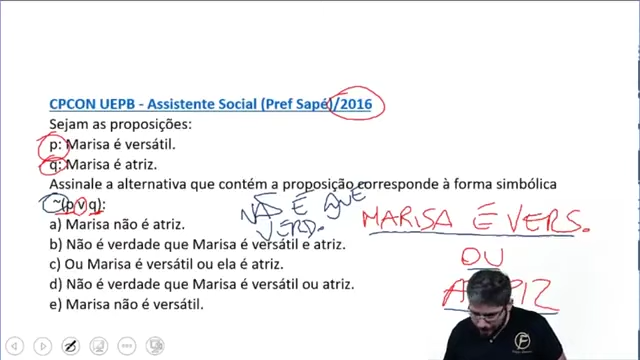 CPCON UEPB - Assistente Social (Pref Sapé)/2016
Sejam as proposições:
p: Marisa é versátil.
q: Marisa é atriz.
Assinale a alternativa que contém a proposição corresponde à forma simbólica
~(p v q):
a) Marisa não é atriz.
b) Não é verdade que Marisa é versátil e atriz.
c) Ou Marisa é versátil ou ela é atriz.
d) Não é verdade que Marisa é versátil ou atriz.
e) Marisa não é versátil.
NÃO É QUE
VERD.
MARISA É VERS.
OU